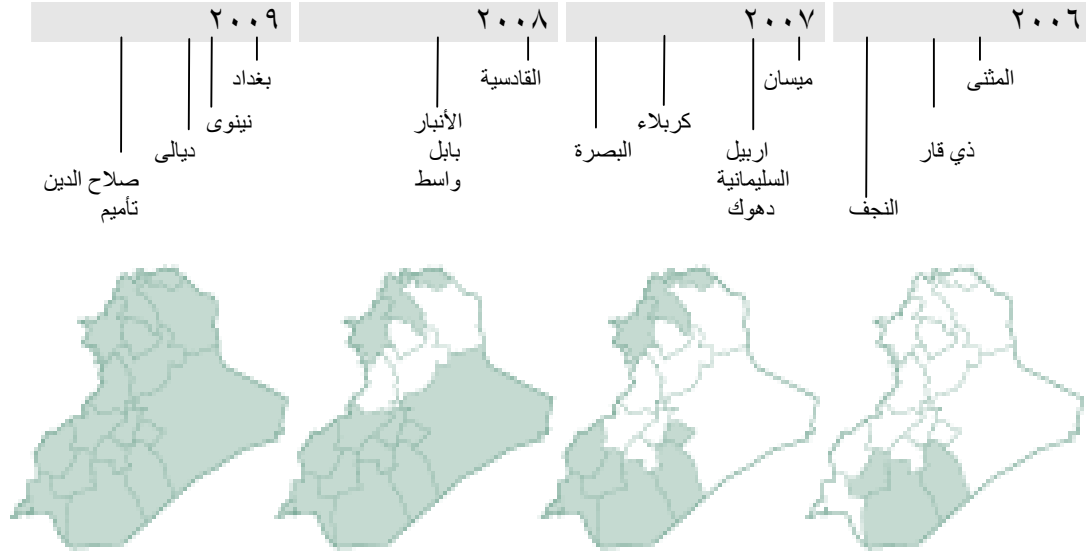 ٢٠٠٦
المثنى
ذي قار
النجف
٢٠٠٧
ميسان
اربيل
السليمانية
دهوك
كربلاء
البصرة
٢٠٠٨
القادسية
الأنبار
بابل
واسط
٢٠٠٩
بغداد
نينوى
ديالى
صلاح الدين
تأميم